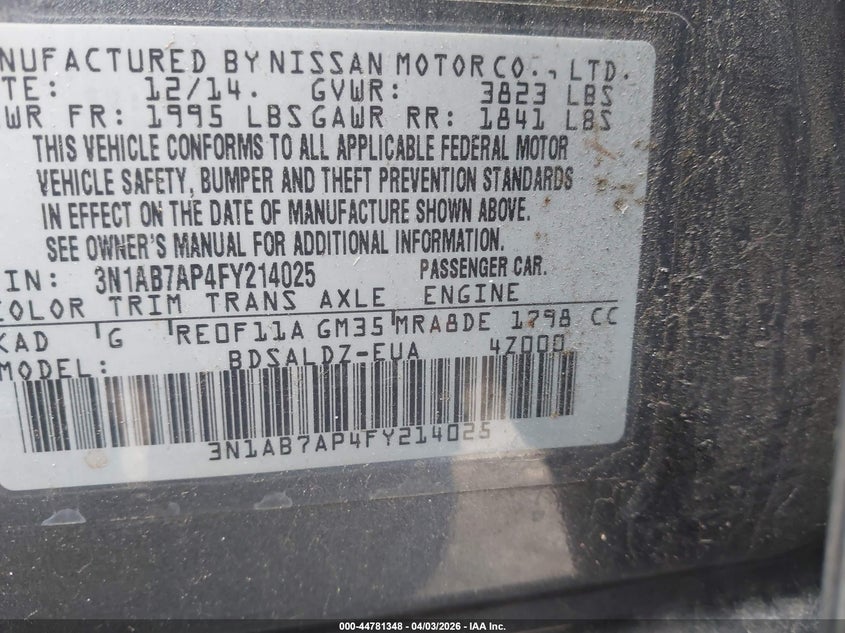 NUFACTURED BY NISSAN MOTOR CO., LTD.
TE: 12/14. GVWR: 3823 LBS
WR FR: 1995 LBS GAWR RR: 1841 LBS
THIS VEHICLE CONFORMS TO ALL APPLICABLE FEDERAL MOTOR
VEHICLE SAFETY, BUMPER AND THEFT PREVENTION STANDARDS
IN EFFECT ON THE DATE OF MANUFACTURE SHOWN ABOVE.
SEE OWNER'S MANUAL FOR ADDITIONAL INFORMATION.
IN: 3N1AB7AP4FY214025 PASSENGER CAR.
COLOR TRIM TRANS AXLE ENGINE
KAD G RE0F11A GM35 MRA8DE 1798 CC
MODEL: BDSALDZ-EUA 4Z000
3N1AB7AP4FY214025
000-44781348 - 04/03/2026 - IAA Inc.